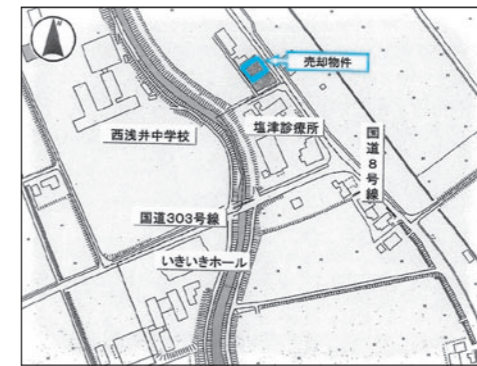 売却物件
西浅井中学校
塩津診療所
国道8号線
国道303号線
いきいきホール